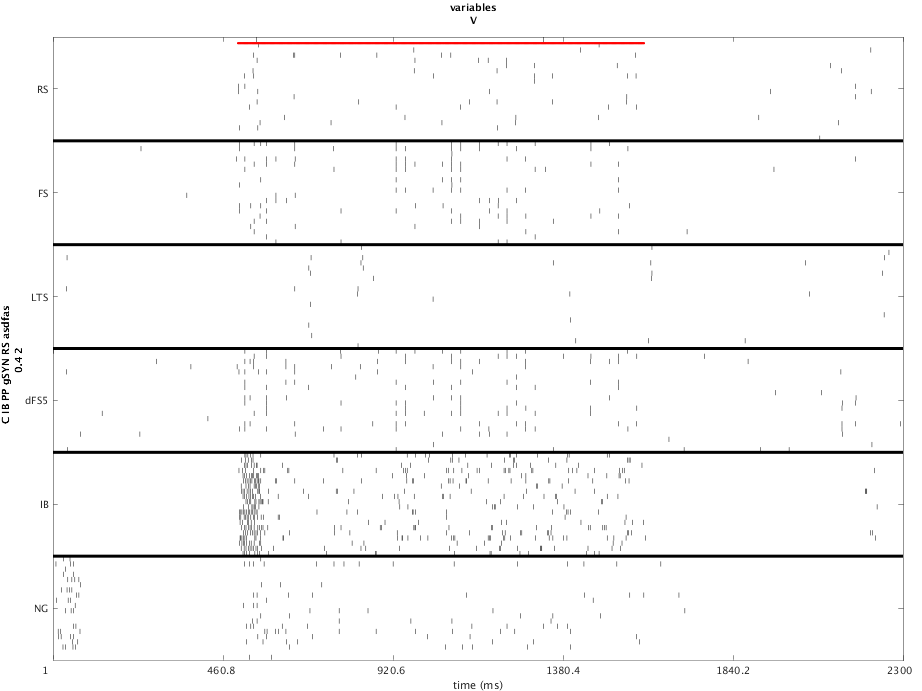 variables
V
RS
FS
LTS
dFS5
IB
NG
C IB PP gSYN RS asdfas
0.4 2
1
460.8
920.6
1380.4
1840.2
2300
time (ms)